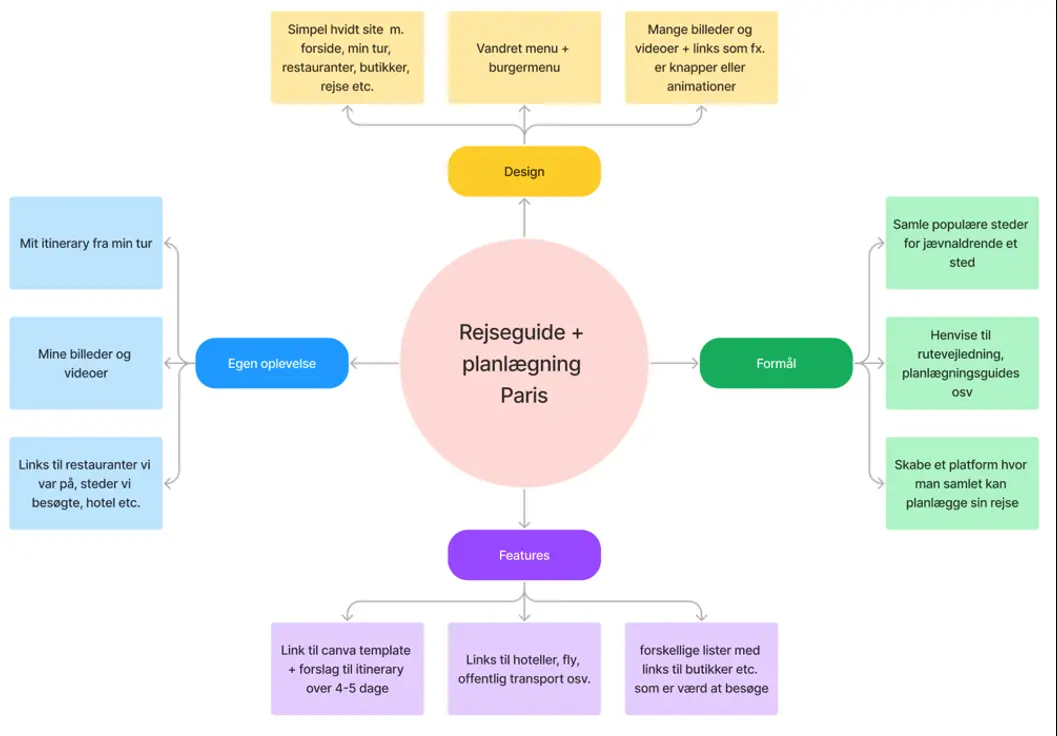 Simpel hvidt site m.
forside, min tur,
restauranter, butikker,
rejse etc.
Vandret menu +
burgermenu
Mange billeder og
videoer + links som fx.
er knapper eller
animationer
Design
Mit itinerary fra min tur
Mine billeder og
videoer
Links til restauranter vi
var på, steder vi
besøgte, hotel etc.
Egen oplevelse
Rejseguide +
planlægning
Paris
Formål
Samle populære steder
for jævnaldrende et
sted
Henvise til
rutevejledning,
planlægningsguides
osv
Skabe et platform hvor
man samlet kan
planlægge sin rejse
Features
Link til canva template
+ forslag til itinerary
over 4-5 dage
Links til hoteller, fly,
offentlig transport osv.
forskellige lister med
links til butikker etc.
som er værd at besøge